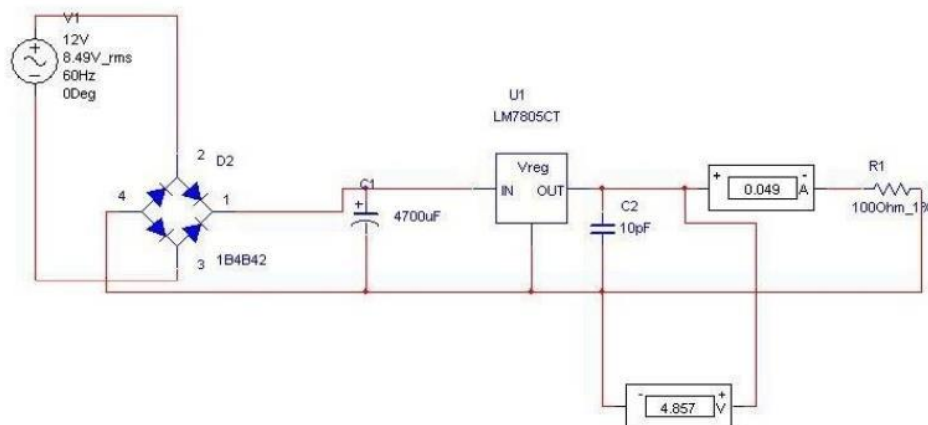 V1
12V
8.49V_rms
60Hz
0Deg
U1
LM7805CT
Vreg
IN OUT
2 D2
4
1
3
1B4B42
C1
4700uF
C2
10pF
+ 0.049 - A
R1
100Ohm_1
- 4.857 + V